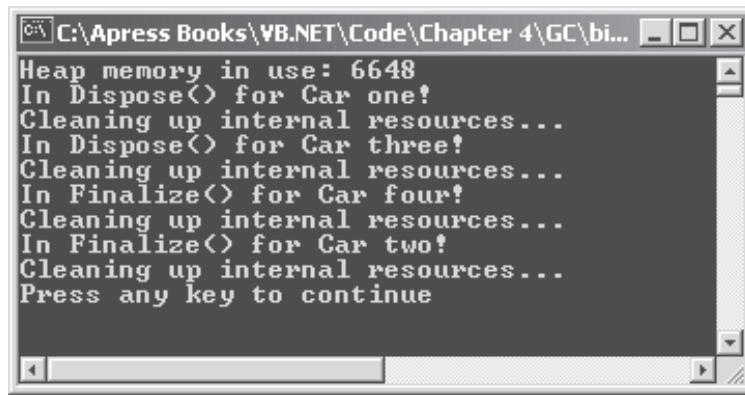 C:\Apress Books\VB.NET\Code\Chapter 4\GC\bi...
Heap memory in use: 6648
In Dispose() for Car one!
Cleaning up internal resources...
In Dispose() for Car three!
Cleaning up internal resources...
In Finalize() for Car four!
Cleaning up internal resources...
In Finalize() for Car two!
Cleaning up internal resources...
Press any key to continue